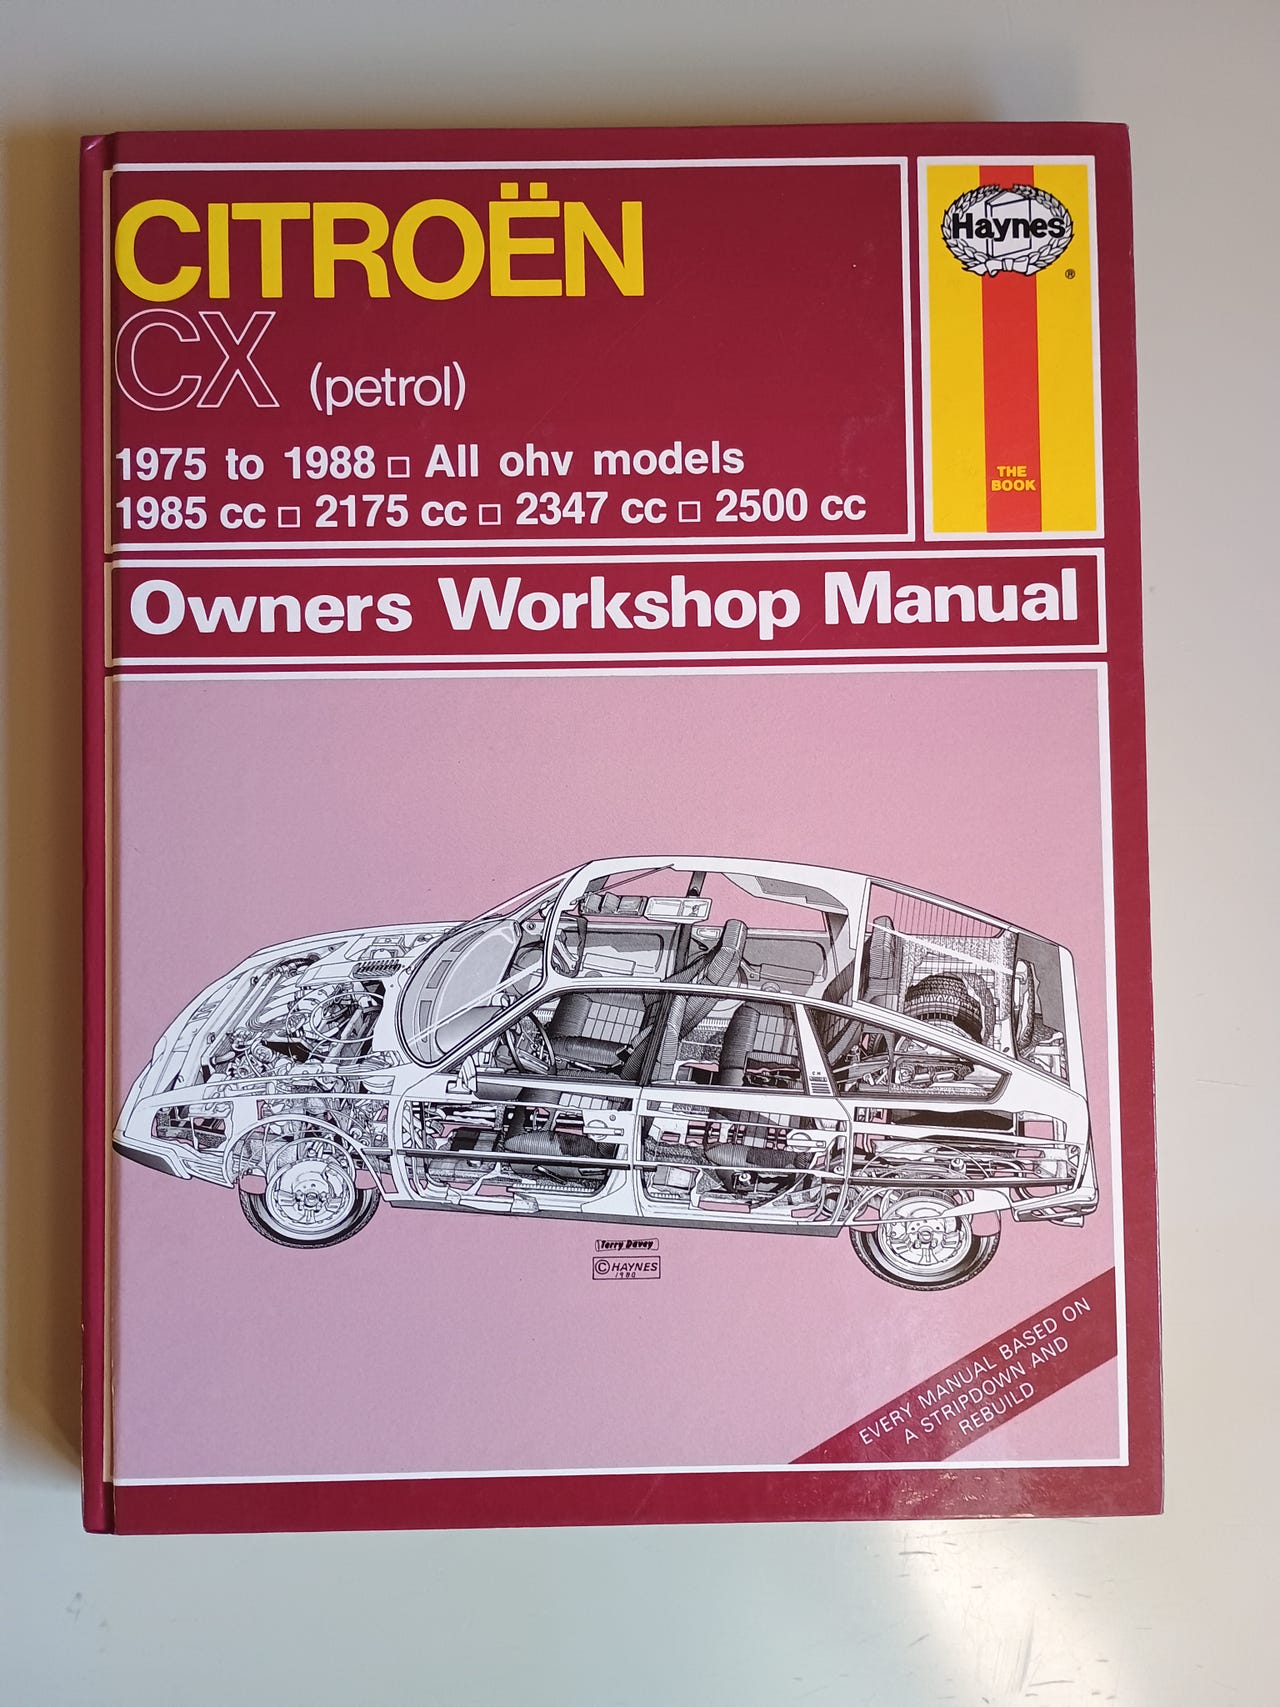 CITROËN
CX (petrol)
1975 to 1988 □ All ohv models
1985 cc □ 2175 cc □ 2347 cc □ 2500 cc
Haynes
®
THE
BOOK
Owners Workshop Manual
Terry Davey
© HAYNES
1980
EVERY MANUAL BASED ON
A STRIPDOWN AND
REBUILD